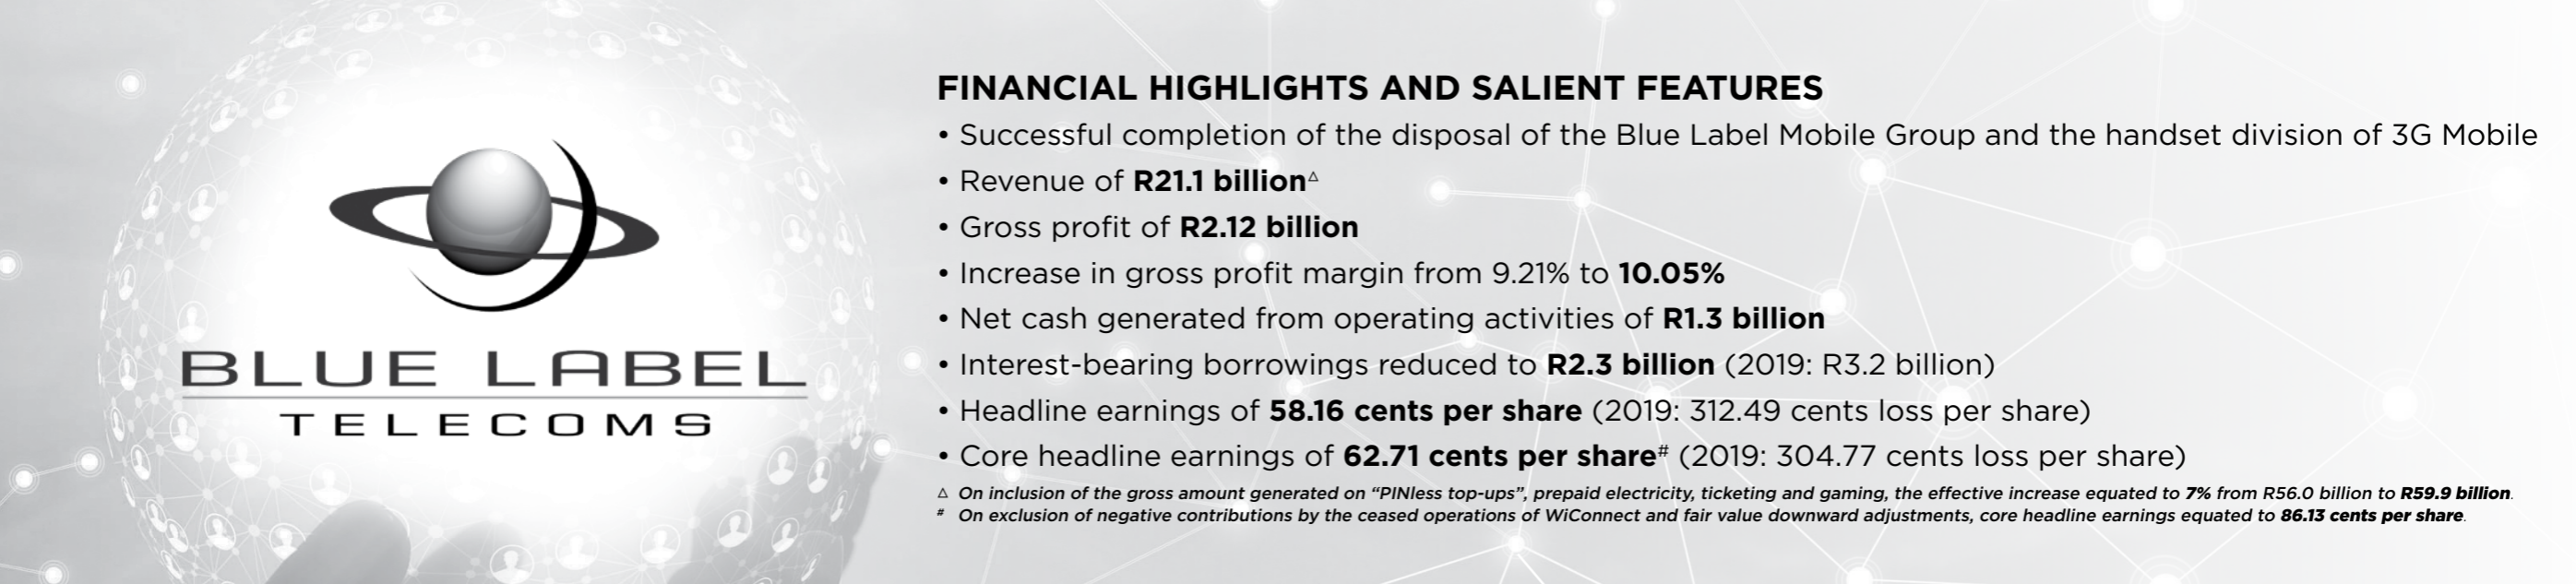 BLUE LABEL
TELECOMS
FINANCIAL HIGHLIGHTS AND SALIENT FEATURES
• Successful completion of the disposal of the Blue Label Mobile Group and the handset division of 3G Mobile
• Revenue of R21.1 billion△
• Gross profit of R2.12 billion
• Increase in gross profit margin from 9.21% to 10.05%
• Net cash generated from operating activities of R1.3 billion
• Interest-bearing borrowings reduced to R2.3 billion (2019: R3.2 billion)
• Headline earnings of 58.16 cents per share (2019: 312.49 cents loss per share)
• Core headline earnings of 62.71 cents per share# (2019: 304.77 cents loss per share)
△ On inclusion of the gross amount generated on “PINless top-ups”, prepaid electricity, ticketing and gaming, the effective increase equated to 7% from R56.0 billion to R59.9 billion.
# On exclusion of negative contributions by the ceased operations of WiConnect and fair value downward adjustments, core headline earnings equated to 86.13 cents per share.